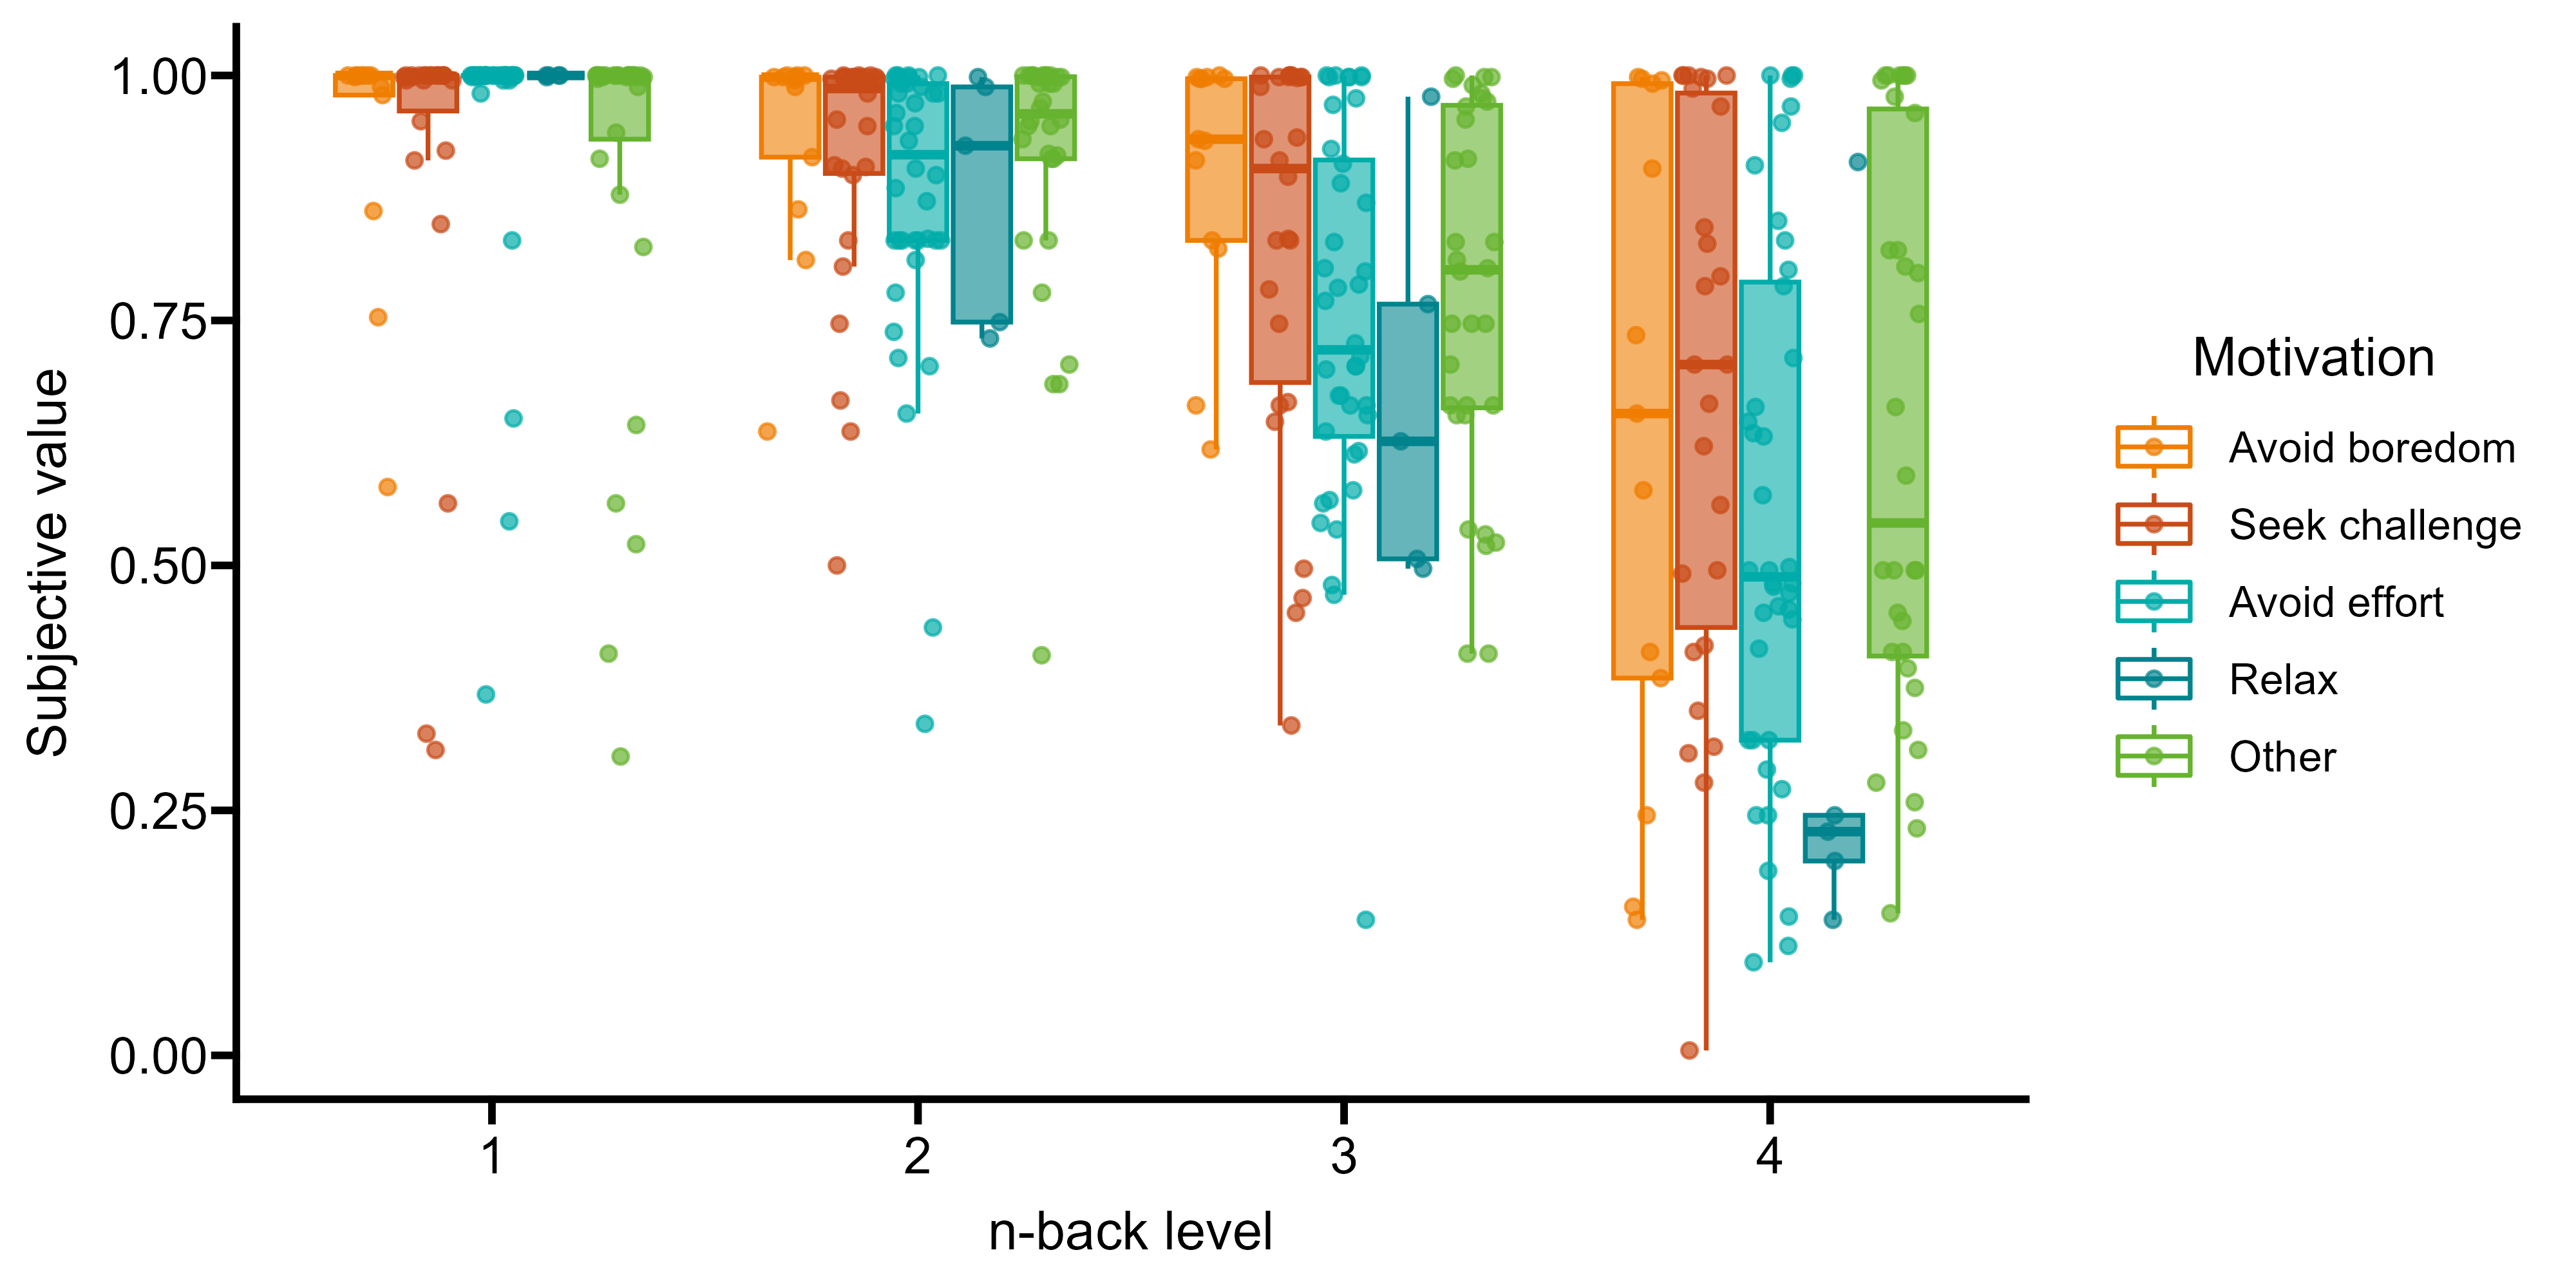 Subjective value
1.00
0.75
0.50
0.25
0.00
1 2 3 4
n-back level
Motivation
Avoid boredom
Seek challenge
Avoid effort
Relax
Other